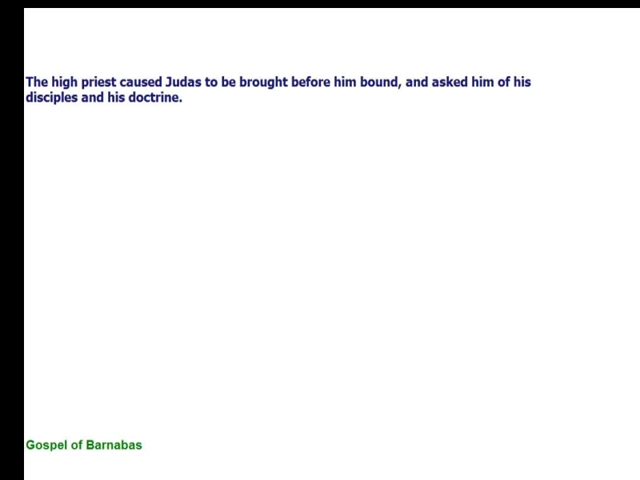 The high priest caused Judas to be brought before him bound, and asked him of his
disciples and his doctrine.
Gospel of Barnabas